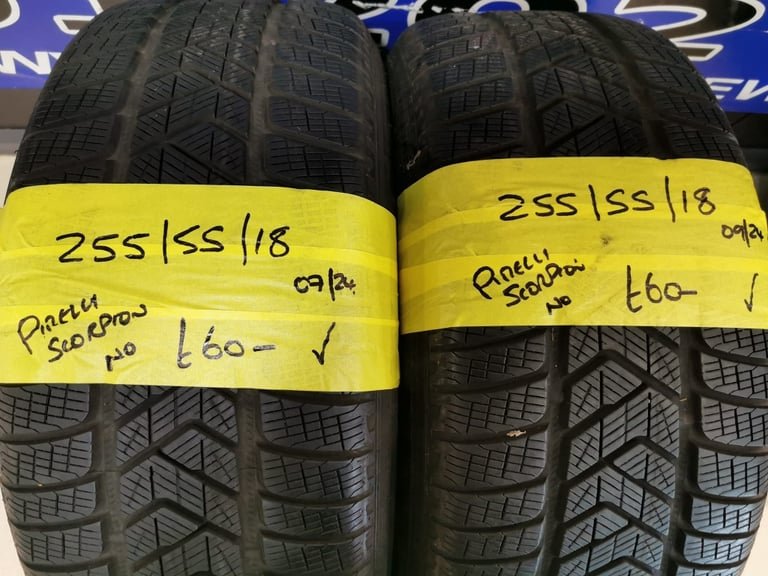 255/55/18
07/24
PIRELLI
SCORPION
NO
£60- ✓
255/55/18
09/24
PIRELLI
SCORPION
NO
£60- ✓